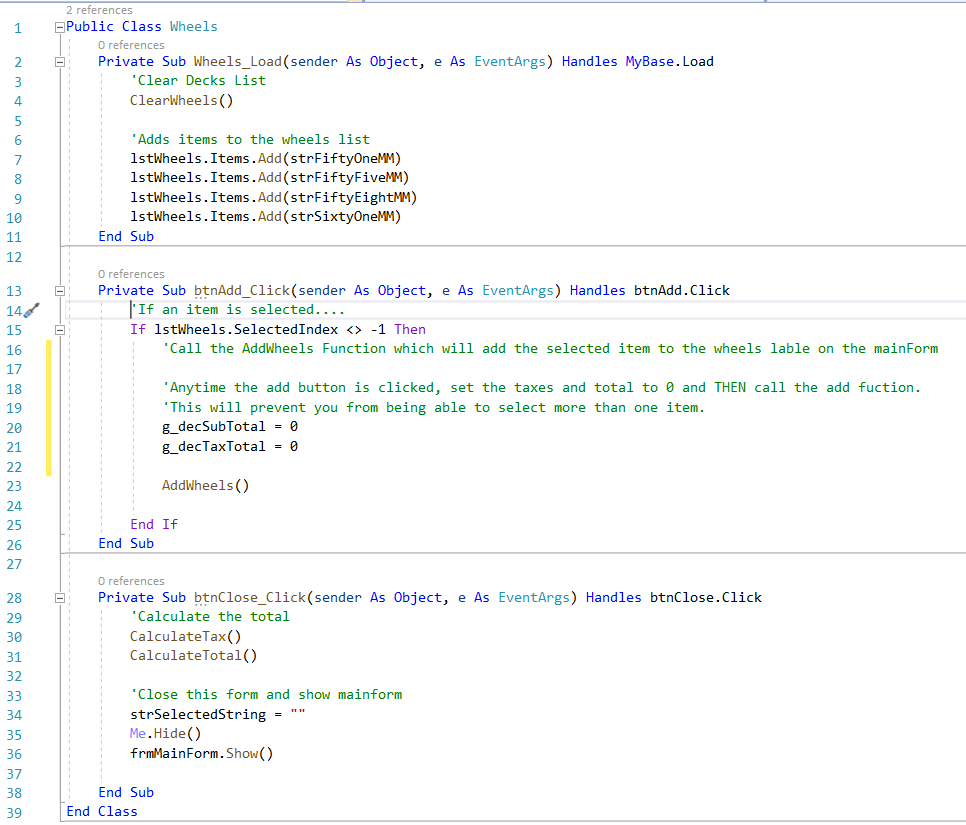 2 references
1 Public Class Wheels
0 references
2 Private Sub Wheels_Load(sender As Object, e As EventArgs) Handles MyBase.Load
3 'Clear Decks List
4 ClearWheels()
5
6 'Adds items to the wheels list
7 lstWheels.Items.Add(strFiftyOneMM)
8 lstWheels.Items.Add(strFiftyFiveMM)
9 lstWheels.Items.Add(strFiftyEightMM)
10 lstWheels.Items.Add(strSixtyOneMM)
11 End Sub
12
0 references
13 Private Sub btnAdd_Click(sender As Object, e As EventArgs) Handles btnAdd.Click
14 'If an item is selected....
15 If lstWheels.SelectedIndex <> -1 Then
16 'Call the AddWheels Function which will add the selected item to the wheels lable on the mainForm
17
18 'Anytime the add button is clicked, set the taxes and total to 0 and THEN call the add fuction.
19 'This will prevent you from being able to select more than one item.
20 g_decSubTotal = 0
21 g_decTaxTotal = 0
22
23 AddWheels()
24
25 End If
26 End Sub
27
0 references
28 Private Sub btnClose_Click(sender As Object, e As EventArgs) Handles btnClose.Click
29 'Calculate the total
30 CalculateTax()
31 CalculateTotal()
32
33 'Close this form and show mainform
34 strSelectedString = ""
35 Me.Hide()
36 frmMainForm.Show()
37
38 End Sub
39 End Class